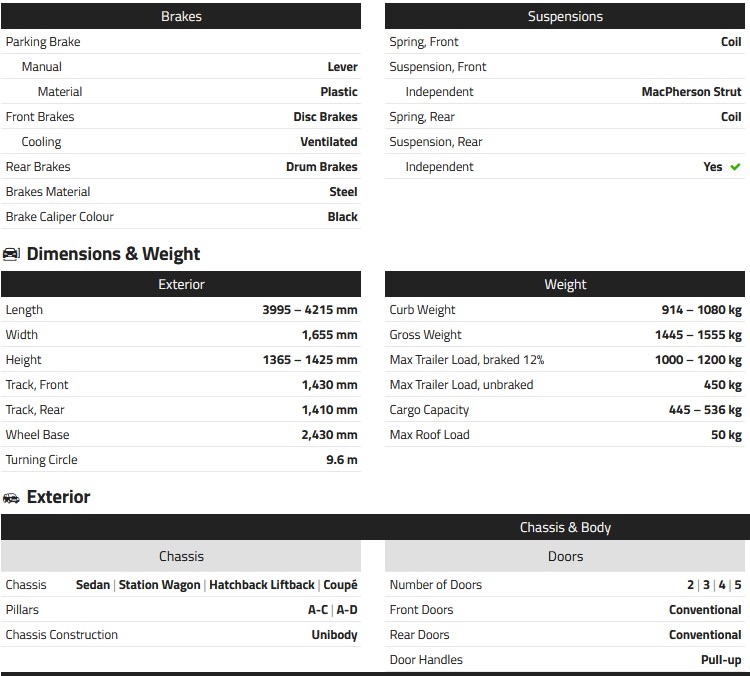 Brakes
Parking Brake
Manual Lever
Material Plastic
Front Brakes Disc Brakes
Cooling Ventilated
Rear Brakes Drum Brakes
Brakes Material Steel
Brake Caliper Colour Black
Suspensions
Spring, Front Coil
Suspension, Front
Independent MacPherson Strut
Spring, Rear Coil
Suspension, Rear
Independent Yes
Dimensions & Weight
Exterior
Length 3995 – 4215 mm
Width 1,655 mm
Height 1365 – 1425 mm
Track, Front 1,430 mm
Track, Rear 1,410 mm
Wheel Base 2,430 mm
Turning Circle 9.6 m
Weight
Curb Weight 914 – 1080 kg
Gross Weight 1445 – 1555 kg
Max Trailer Load, braked 12% 1000 – 1200 kg
Max Trailer Load, unbraked 450 kg
Cargo Capacity 445 – 536 kg
Max Roof Load 50 kg
Exterior
Chassis & Body
Chassis
Chassis Sedan | Station Wagon | Hatchback Liftback | Coupé
Pillars A-C | A-D
Chassis Construction Unibody
Doors
Number of Doors 2 | 3 | 4 | 5
Front Doors Conventional
Rear Doors Conventional
Door Handles Pull-up